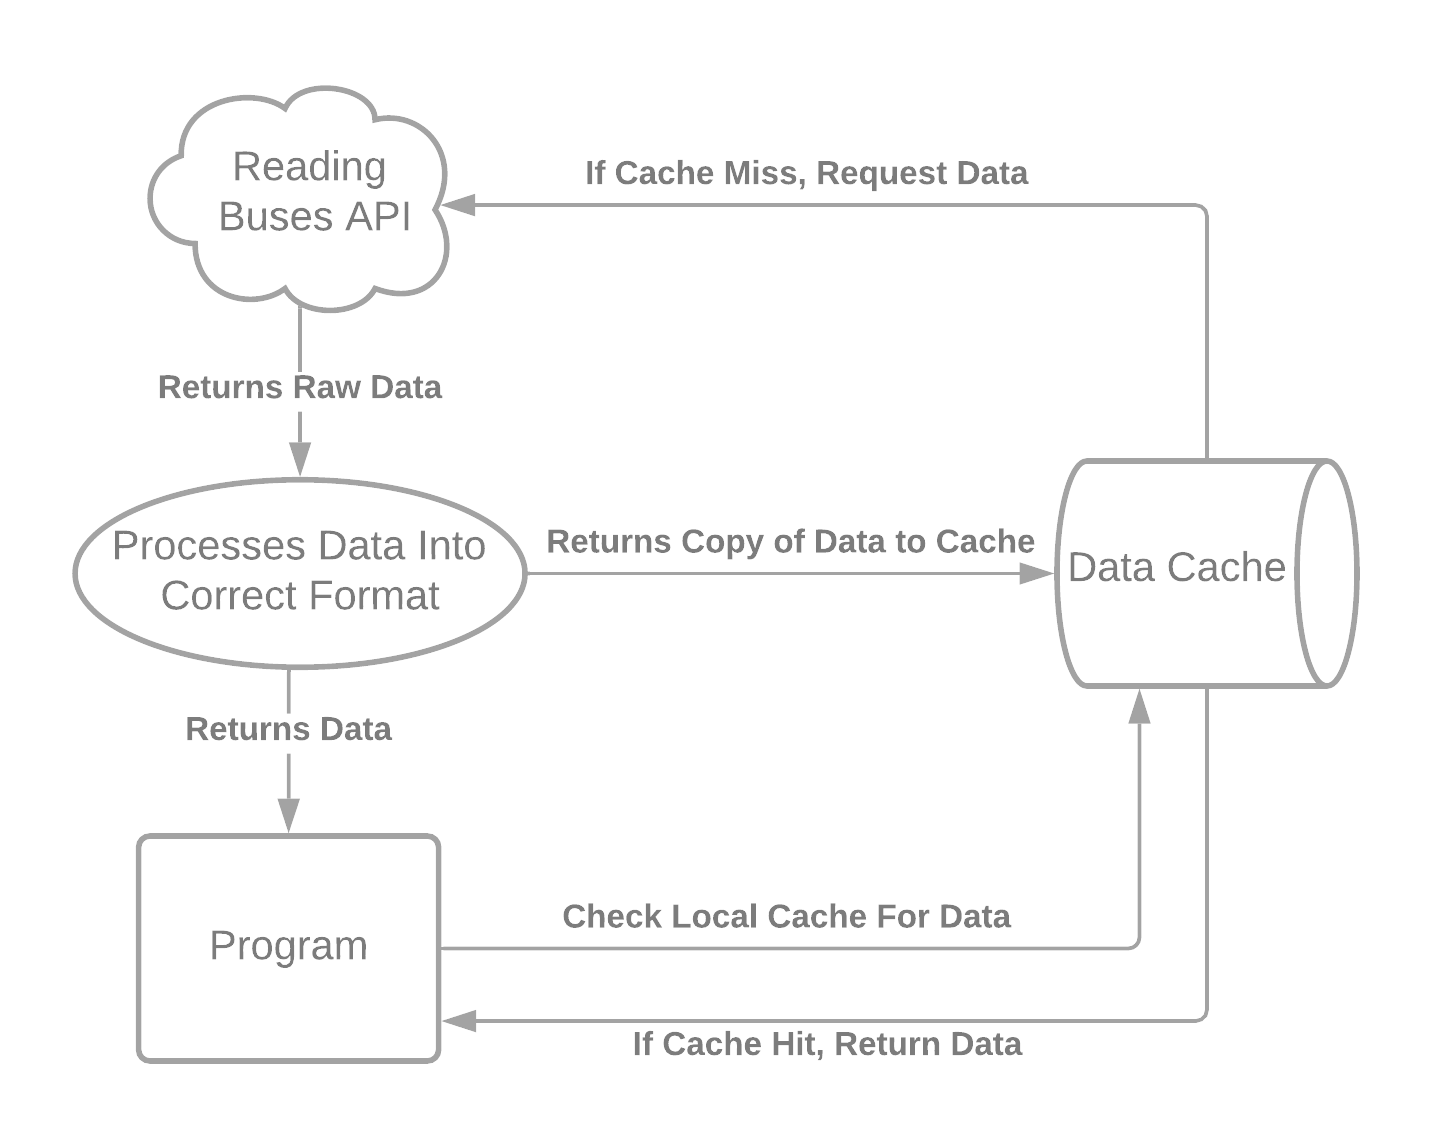 Reading
Buses API
If Cache Miss, Request Data
Returns Raw Data
Processes Data Into
Correct Format
Returns Copy of Data to Cache
Data Cache
Returns Data
Program
Check Local Cache For Data
If Cache Hit, Return Data